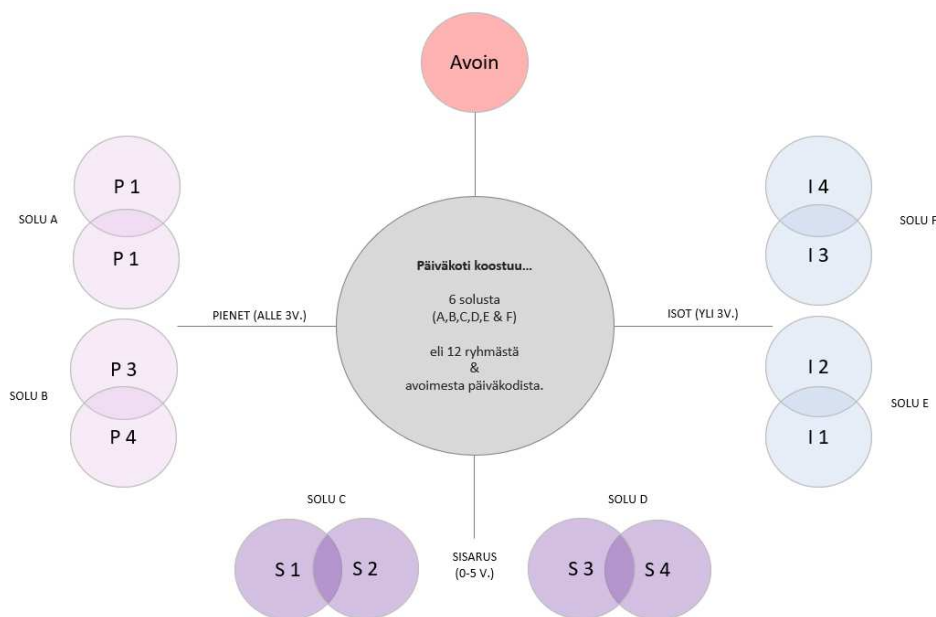 Avoin
P 1
P 1
SOLU A
I 4
I 3
SOLU F
Päiväkoti koostuu...
6 solusta
(A,B,C,D,E & F)
eli 12 ryhmästä
&
avoimesta päiväkodista.
PIENET (ALLE 3V.)
ISOT (YLI 3V.)
P 3
P 4
SOLU B
I 2
I 1
SOLU E
SOLU C
SOLU D
S 1
S 2
SISARUS
(0-5 V.)
S 3
S 4